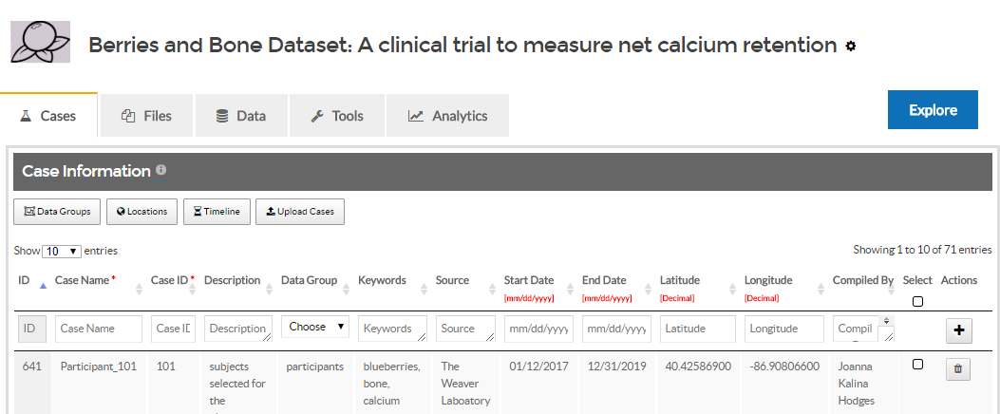 Berries and Bone Dataset: A clinical trial to measure net calcium retention
Cases Files Data Tools Analytics Explore
Case Information
Data Groups Locations Timeline Upload Cases
Show 10 entries Showing 1 to 10 of 71 entries
ID Case Name * Case ID * Description Data Group Keywords Source Start Date End Date Latitude Longitude Compiled By Select Actions
[mm/dd/yyyy] [mm/dd/yyyy] [Decimal] [Decimal]
ID Case Name Case ID Description Choose Keywords Source mm/dd/yyyy mm/dd/yyyy Latitude Longitude Compil
641 Participant_101 101 subjects participants blueberries, The 01/12/2017 12/31/2019 40.42586900 -86.90806600 Joanna
selected for bone, Weaver Kalina
the calcium Laboatory Hodges